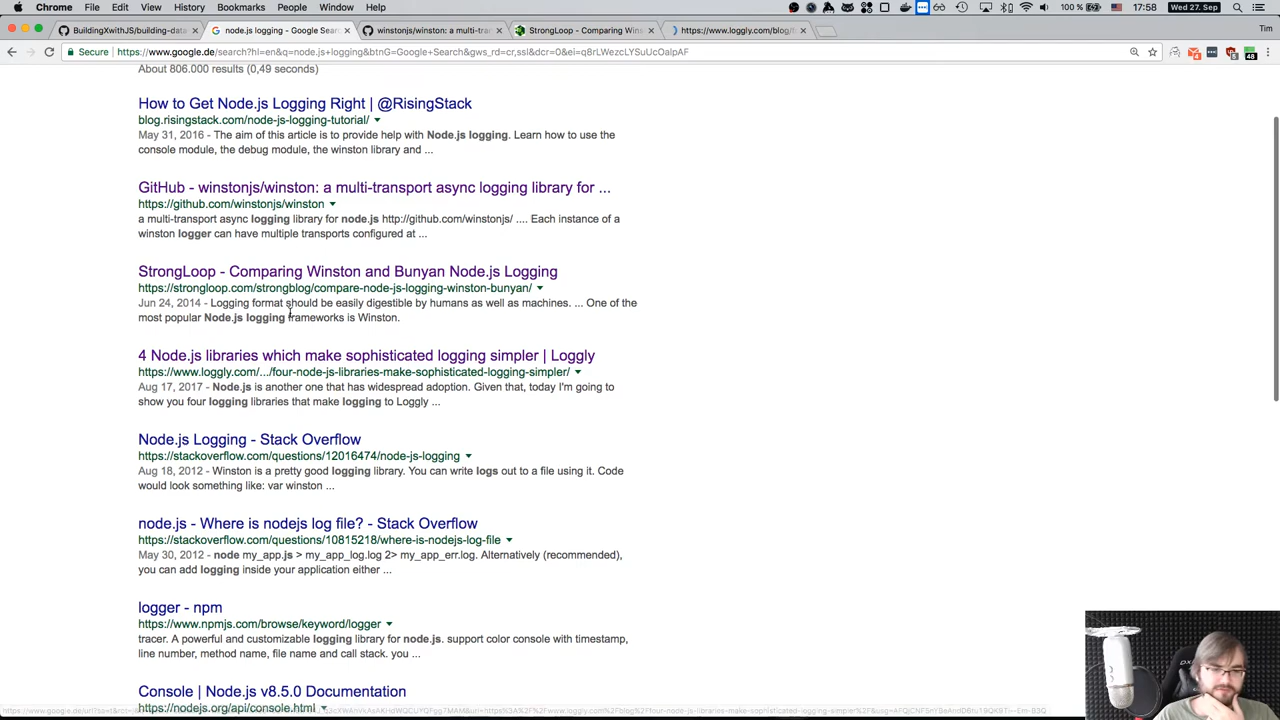 Chrome File Edit View History Bookmarks People Window Help 100 % Wed 27. Sep 17:58
BuildingXwithJS/building-data node.js logging - Google Search winstonjs/winston: a multi-tra StrongLoop - Comparing Winsto https://www.loggly.com/blog/f Tim
Secure https://www.google.de/search?hl=en&q=node.js+logging&btnG=Google+Search&gws_rd=cr,ssl&dcr=0&ei=q8rLWezcLYSuUcOalpAF
About 806.000 results (0,49 seconds)
How to Get Node.js Logging Right | @RisingStack
blog.risingstack.com/node-js-logging-tutorial/
May 31, 2016 - The aim of this article is to provide help with Node.js logging. Learn how to use the
console module, the debug module, the winston library and ...
GitHub - winstonjs/winston: a multi-transport async logging library for ...
https://github.com/winstonjs/winston
a multi-transport async logging library for node.js http://github.com/winstonjs/ .... Each instance of a
winston logger can have multiple transports configured at ...
StrongLoop - Comparing Winston and Bunyan Node.js Logging
https://strongloop.com/strongblog/compare-node-js-logging-winston-bunyan/
Jun 24, 2014 - Logging format should be easily digestible by humans as well as machines. ... One of the
most popular Node.js logging frameworks is Winston.
4 Node.js libraries which make sophisticated logging simpler | Loggly
https://www.loggly.com/.../four-node-js-libraries-make-sophisticated-logging-simpler/
Aug 17, 2017 - Node.js is another one that has widespread adoption. Given that, today I'm going to
show you four logging libraries that make logging to Loggly ...
Node.js Logging - Stack Overflow
https://stackoverflow.com/questions/12016474/node-js-logging
Aug 18, 2012 - Winston is a pretty good logging library. You can write logs out to a file using it. Code
would look something like: var winston ...
node.js - Where is nodejs log file? - Stack Overflow
https://stackoverflow.com/questions/10815218/where-is-nodejs-log-file
May 30, 2012 - node my_app.js > my_app_log.log 2> my_app_err.log. Alternatively (recommended),
you can add logging inside your application either ...
logger - npm
https://www.npmjs.com/browse/keyword/logger
tracer. A powerful and customizable logging library for node.js. support color console with timestamp,
line number, method name, file name and call stack. you ...
Console | Node.js v8.5.0 Documentation
https://nodejs.org/api/console.html